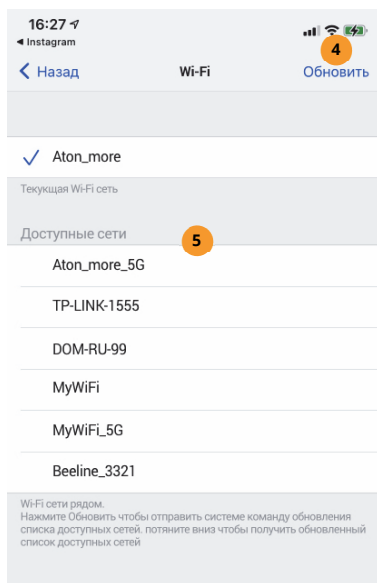 16:27
◀ Instagram
4
Назад
Wi-Fi
Обновить
Aton_more
Текущая Wi-Fi сеть
Доступные сети
5
Aton_more_5G
TP-LINK-1555
DOM-RU-99
MyWiFi
MyWiFi_5G
Beeline_3321
Wi-Fi сети рядом.
Нажмите Обновить чтобы отправить системе команду обновления
списка доступных сетей. потяните вниз чтобы получить обновленный
список доступных сетей